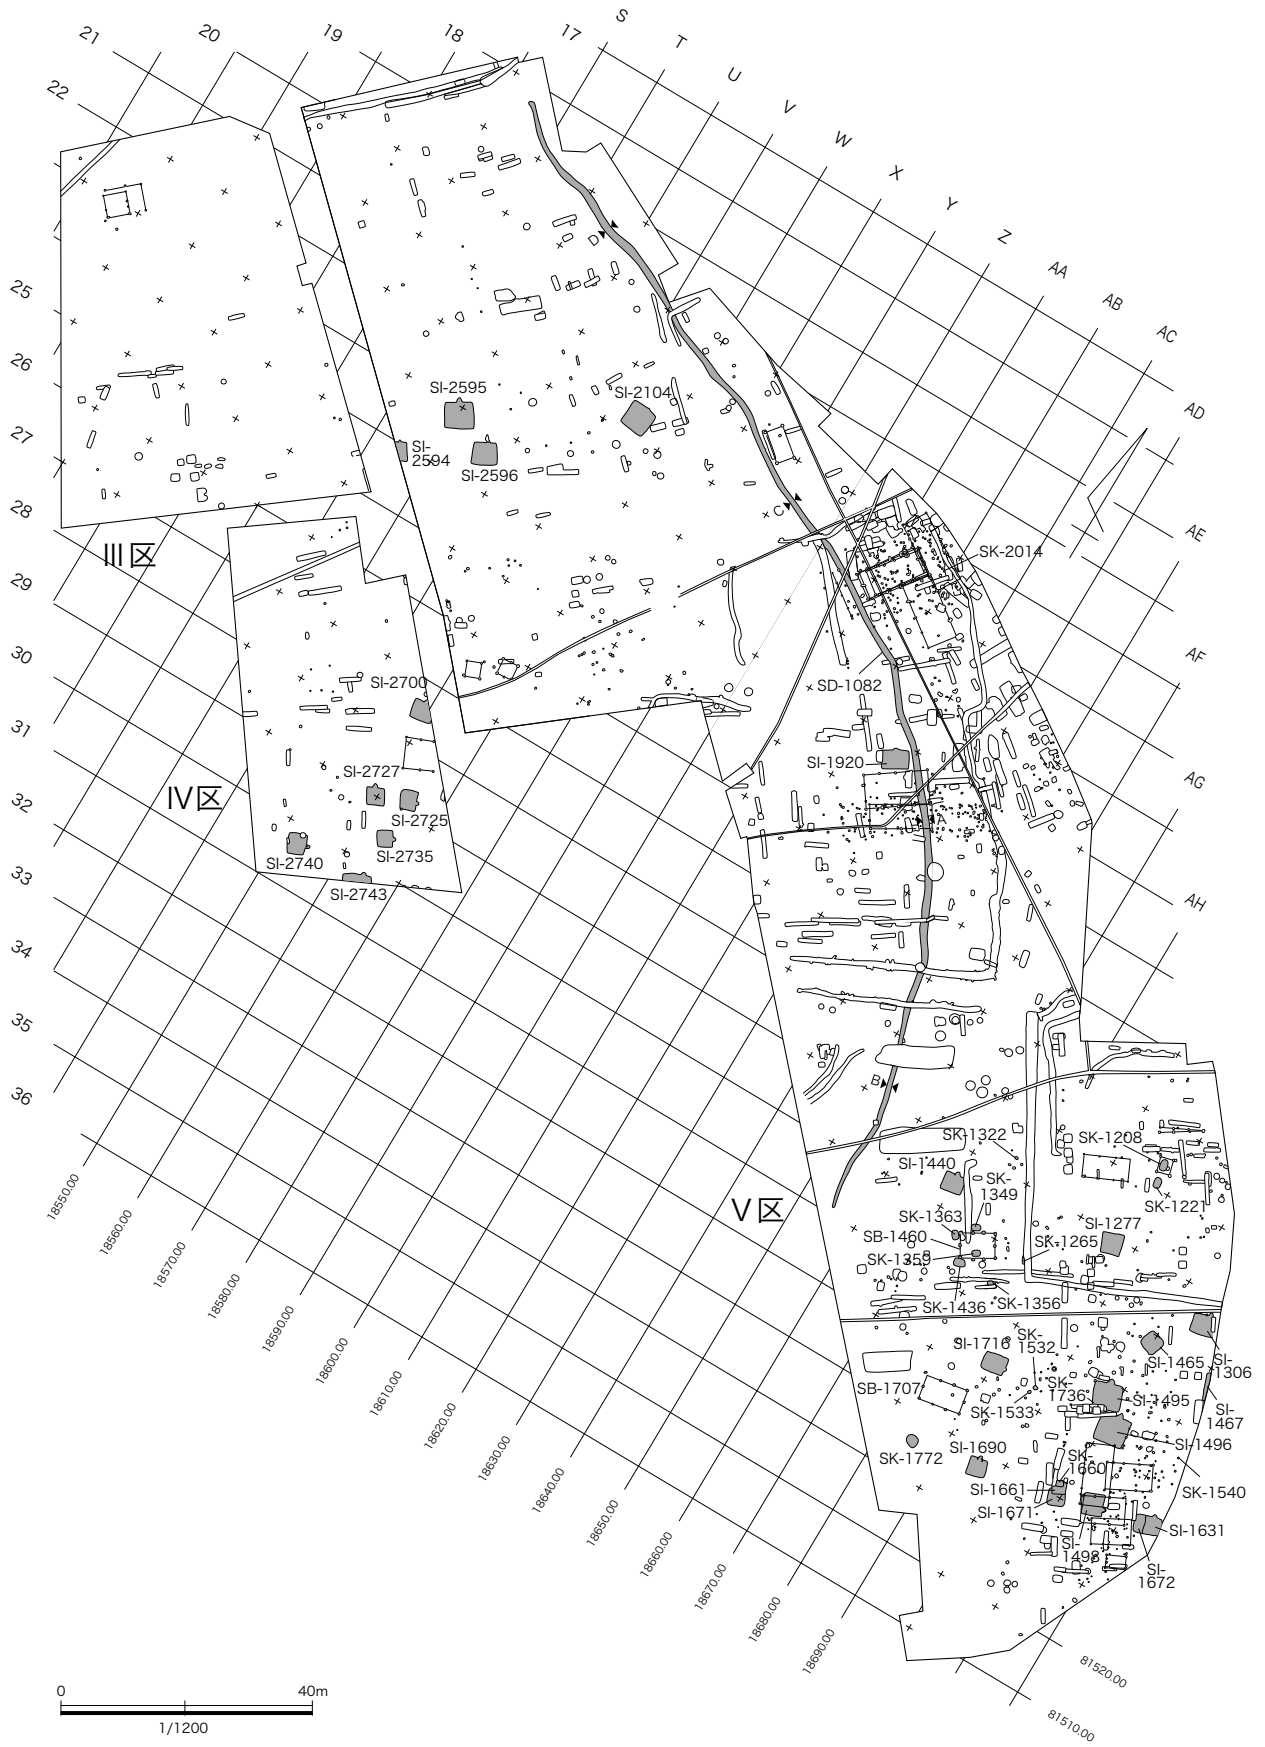 21
20
19
18
17
S
T
U
V
W
X
Y
Z
AA
AB
AC
AD
AE
AF
AG
AH
22
25
26
27
28
29
30
31
32
33
34
35
36
SI-2595
SI-2104
SI-
2594
SI-2596
D
C
III区
SK-2014
SD-1082
SI-2700
SI-1920
SI-2727
SI-2725
IV区
SI-2735
SI-2740
SI-2743
A
B
SK-1322
SK-1208
SI-1440
SK-
1349
SK-1221
V区
SK-1363
SI-1277
SB-1460
SK-1265
SK-1359
SK-1436
SK-1356
SI-1716
SK-
1532
SI-1465
SI-
1306
SB-1707
SK-
1736
SI-1495
SK-1533
SI-
1467
SI-1496
SK-1772
SI-1690
SK-
1660
SI-1661
SK-1540
SI-1671
SI-1631
SI-
1498
SI-
1672
18550.00
18560.00
18570.00
18580.00
18590.00
18600.00
18610.00
18620.00
18630.00
18640.00
18650.00
18660.00
18670.00
18680.00
18690.00
81520.00
81510.00
0
40m
1/1200